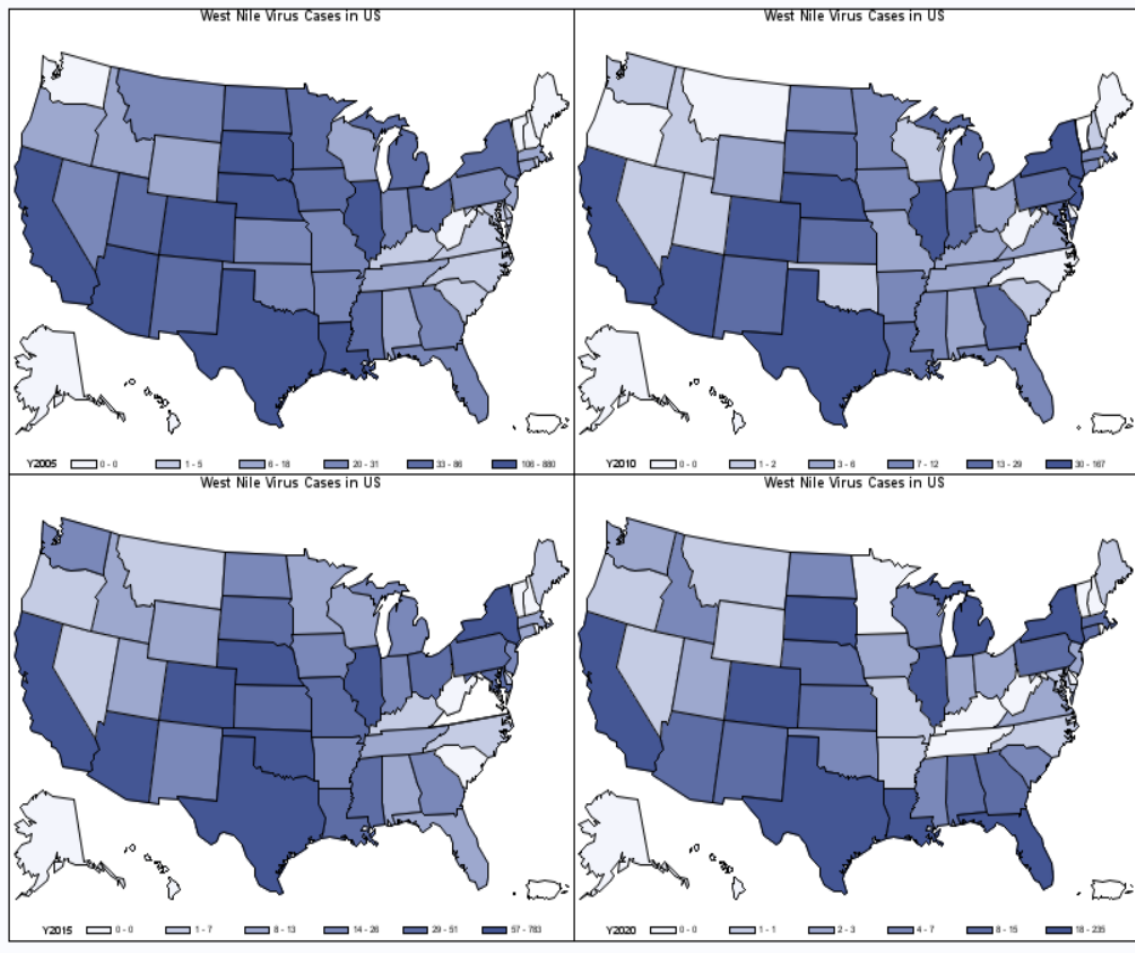 West Nile Virus Cases in US
Y2005 0 - 0 1 - 5 6 - 18 20 - 31 33 - 86 106 - 880
West Nile Virus Cases in US
Y2010 0 - 0 1 - 2 3 - 6 7 - 12 13 - 29 30 - 167
West Nile Virus Cases in US
Y2015 0 - 0 1 - 7 8 - 13 14 - 26 29 - 51 57 - 783
West Nile Virus Cases in US
Y2020 0 - 0 1 - 1 2 - 3 4 - 7 8 - 15 18 - 235